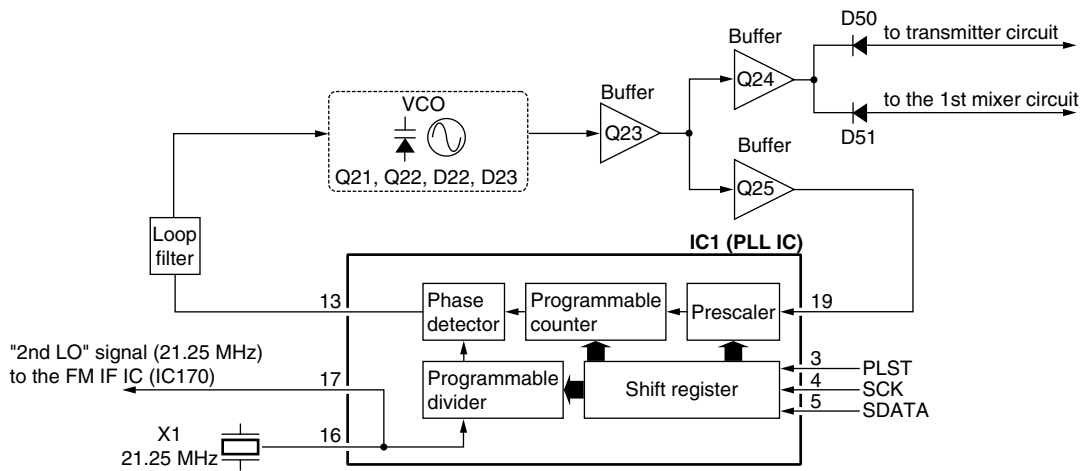 D50
to transmitter circuit
Buffer
Q24
Buffer
VCO
Q23
to the 1st mixer circuit
D51
Buffer
Q21, Q22, D22, D23
Q25
Loop
filter
IC1 (PLL IC)
13
Phase
detector
Programmable
counter
Prescaler
19
"2nd LO" signal (21.25 MHz)
to the FM IF IC (IC170)
17
Programmable
divider
Shift register
3
PLST
4
SCK
5
SDATA
X1
21.25 MHz
16